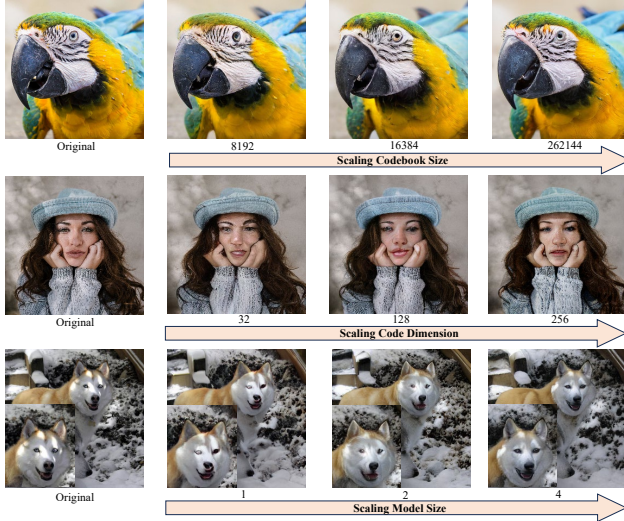 Original
8192
16384
262144
Scaling Codebook Size
Original
32
128
256
Scaling Code Dimension
Original
1
2
4
Scaling Model Size